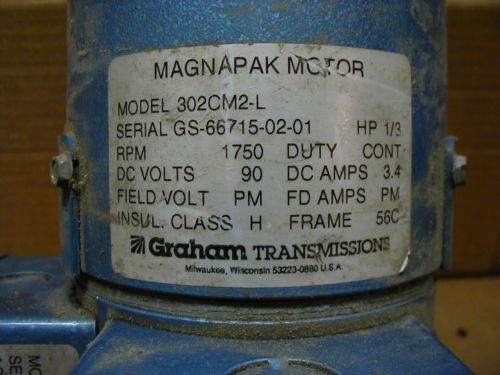 MAGNAPAK MOTOR
MODEL 302CM2-L
SERIAL GS-66715-02-01 HP 1/3
RPM 1750 DUTY CONT
DC VOLTS 90 DC AMPS 3.4
FIELD VOLT PM FD AMPS PM
INSUL. CLASS H FRAME 56C
Graham TRANSMISSIONS
Milwaukee, Wisconsin 53223-0880 U.S.A.
MO
SE